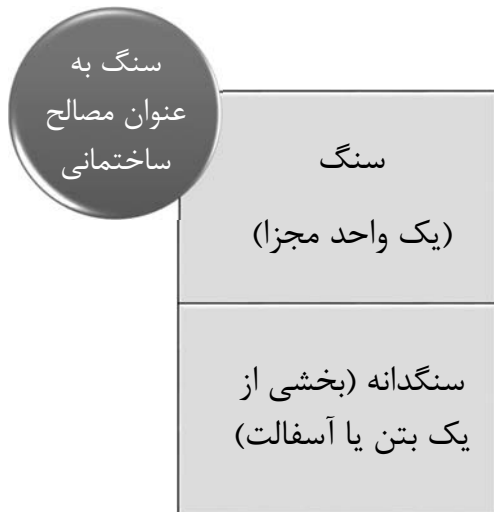 سنگ به
عنوان مصالح
ساختمانی
سنگ
(یک واحد مجزا)
سنگدانه (بخشی از
یک بتن یا آسفالت)